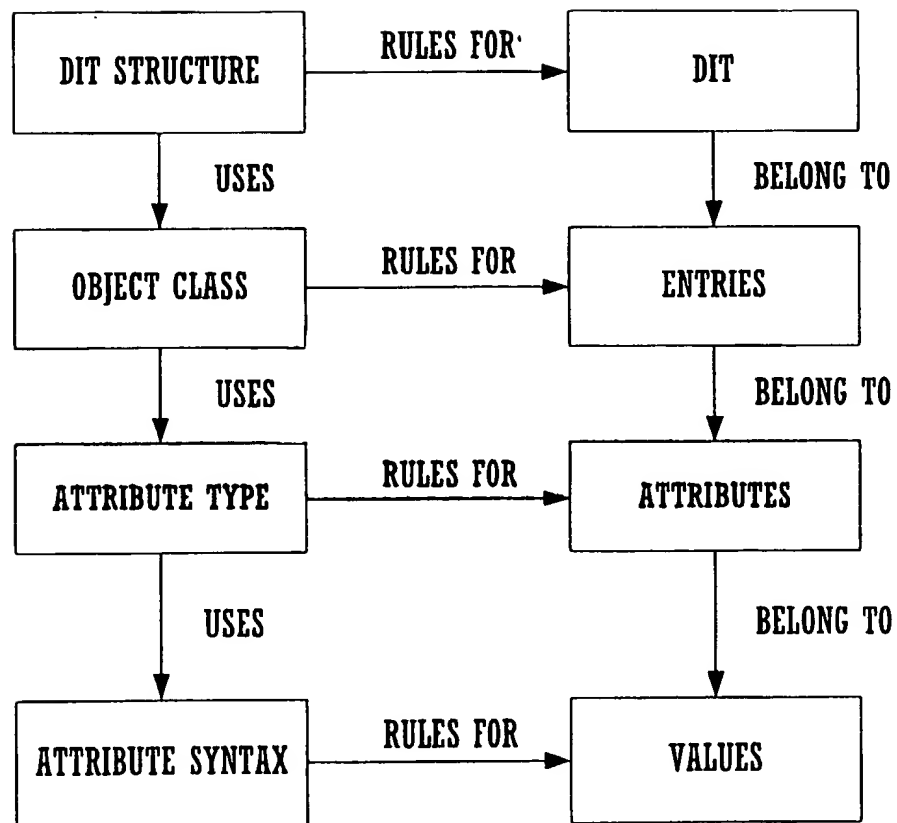 DIT STRUCTURE
RULES FOR
DIT
USES
BELONG TO
OBJECT CLASS
RULES FOR
ENTRIES
USES
BELONG TO
ATTRIBUTE TYPE
RULES FOR
ATTRIBUTES
USES
BELONG TO
ATTRIBUTE SYNTAX
RULES FOR
VALUES